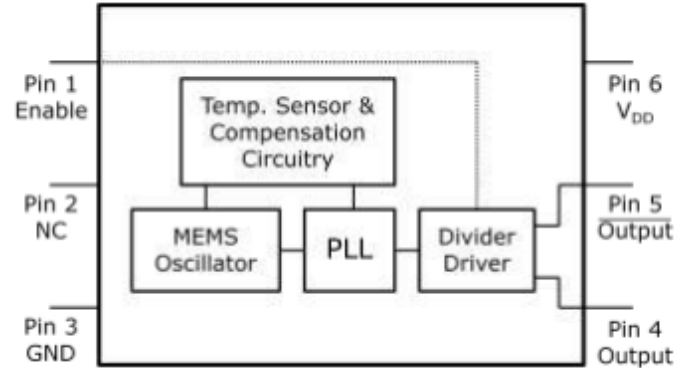 Pin 1
Enable
Pin 2
NC
Pin 3
GND
Temp. Sensor &
Compensation
Circuitry
MEMS
Oscillator
PLL
Divider
Driver
Pin 6
VDD
Pin 5
Output
Pin 4
Output